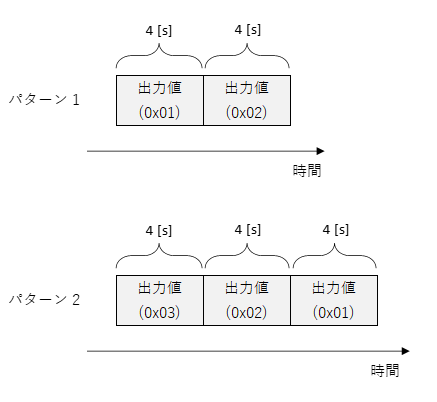 4 [s] 4 [s]
パターン 1
出力値 出力値
(0x01) (0x02)
時間
4 [s] 4 [s] 4 [s]
パターン 2
出力値 出力値 出力値
(0x03) (0x02) (0x01)
時間